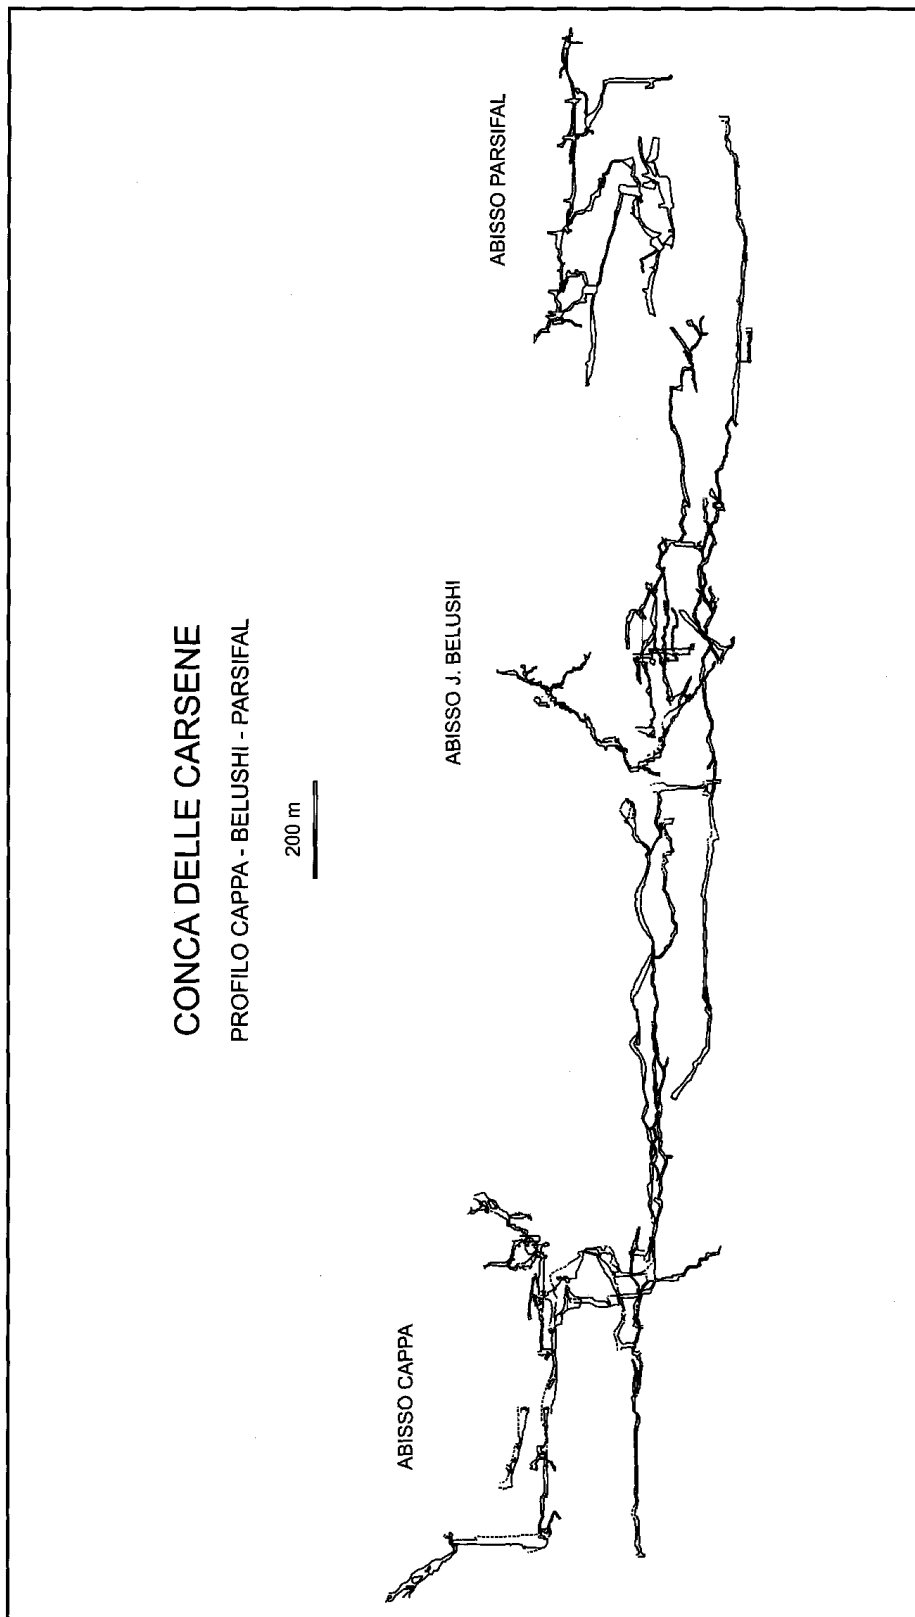 CONCA DELLE CARSENE
PROFILO CAPPA - BELUSHI - PARSIFAL
200 m
ABISSO CAPPA
ABISSO J. BELUSHI
ABISSO PARSIFAL